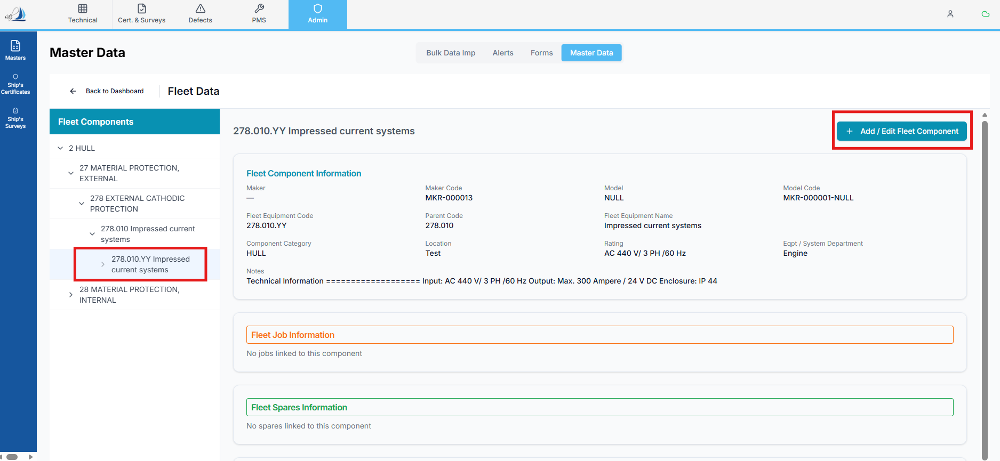 sail
Technical
Cert. & Surveys
Defects
PMS
Admin
Masters
Ship's
Certificates
Ship's
Surveys
Master Data
Bulk Data Imp
Alerts
Forms
Master Data
Back to Dashboard
Fleet Data
Fleet Components
2 HULL
27 MATERIAL PROTECTION,
EXTERNAL
278 EXTERNAL CATHODIC
PROTECTION
278.010 Impressed current
systems
278.010.YY Impressed
current systems
28 MATERIAL PROTECTION,
INTERNAL
278.010.YY Impressed current systems
+ Add / Edit Fleet Component
Fleet Component Information
Maker
—
Maker Code
MKR-000013
Model
NULL
Model Code
MKR-000001-NULL
Fleet Equipment Code
278.010.YY
Parent Code
278.010
Fleet Equipment Name
Impressed current systems
Component Category
HULL
Location
Test
Rating
AC 440 V/ 3 PH /60 Hz
Eqpt / System Department
Engine
Notes
Technical Information =================== Input: AC 440 V/ 3 PH /60 Hz Output: Max. 300 Ampere / 24 V DC Enclosure: IP 44
Fleet Job Information
No jobs linked to this component
Fleet Spares Information
No spares linked to this component